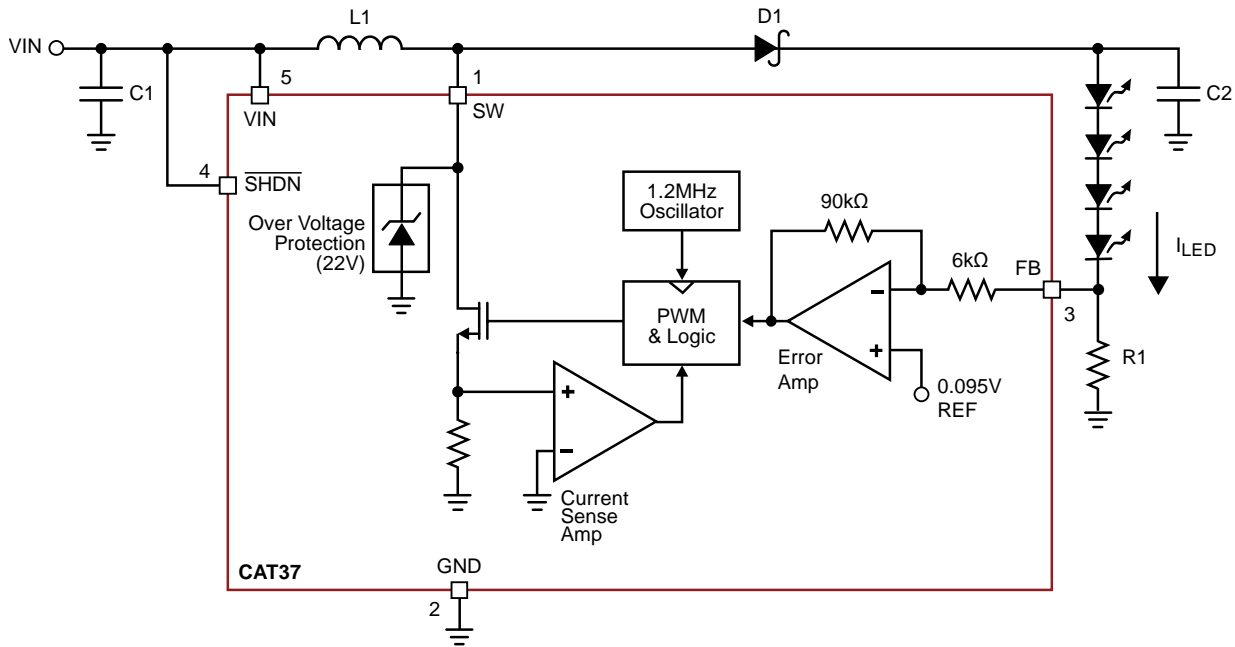 L1
D1
VIN
C1
5
1
C2
VIN
SW
4
SHDN
1.2MHz
Oscillator
90kΩ
Over Voltage
Protection
(22V)
6kΩ
FB
ILED
3
PWM
& Logic
Error
Amp
0.095V
REF
R1
Current
Sense
Amp
CAT37
GND
2